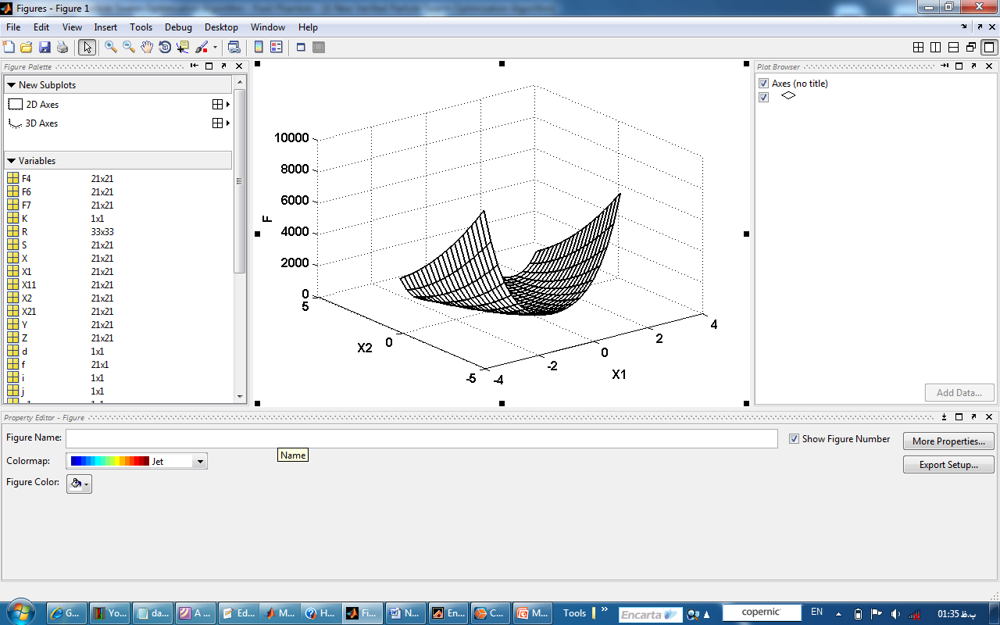 Figures - Figure 1
File Edit View Insert Tools Debug Desktop Window Help
Figure Palette
New Subplots
2D Axes
3D Axes
Variables
F4 21x21
F6 21x21
F7 21x21
K 1x1
R 33x33
S 21x21
X 21x21
X1 21x21
X11 21x21
X2 21x21
X21 21x21
Y 21x21
Z 21x21
d 1x1
f 21x1
i 1x1
j 1x1
10000
8000
6000
4000
2000
0
F
5
0
-5
X2
-4
-2
0
2
4
X1
Plot Browser
Axes (no title)
Add Data...
Property Editor - Figure
Figure Name:
Show Figure Number
More Properties...
Colormap: Jet
Name
Export Setup...
Figure Color:
G... Yo... da... A ... Ed... M... H... Fi... N... En... C... M... Tools » Encarta copernic EN 01:35 ب.ظ